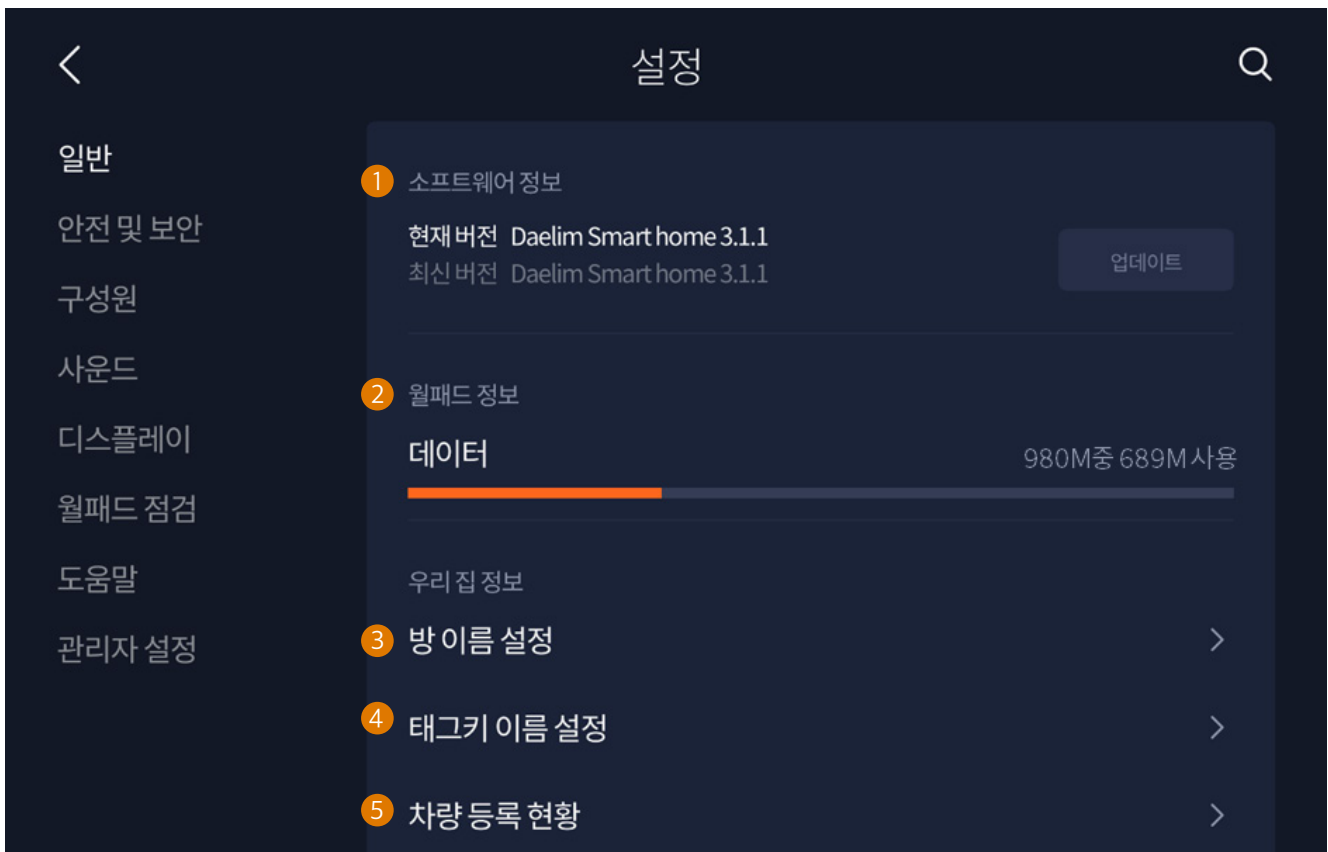 설정
일반
안전 및 보안
구성원
사운드
디스플레이
월패드 점검
도움말
관리자 설정
1 소프트웨어 정보
현재 버전 Daelim Smart home 3.1.1
최신 버전 Daelim Smart home 3.1.1
업데이트
2 월패드 정보
데이터 980M중 689M 사용
우리 집 정보
3 방 이름 설정
4 태그키 이름 설정
5 차량 등록 현황